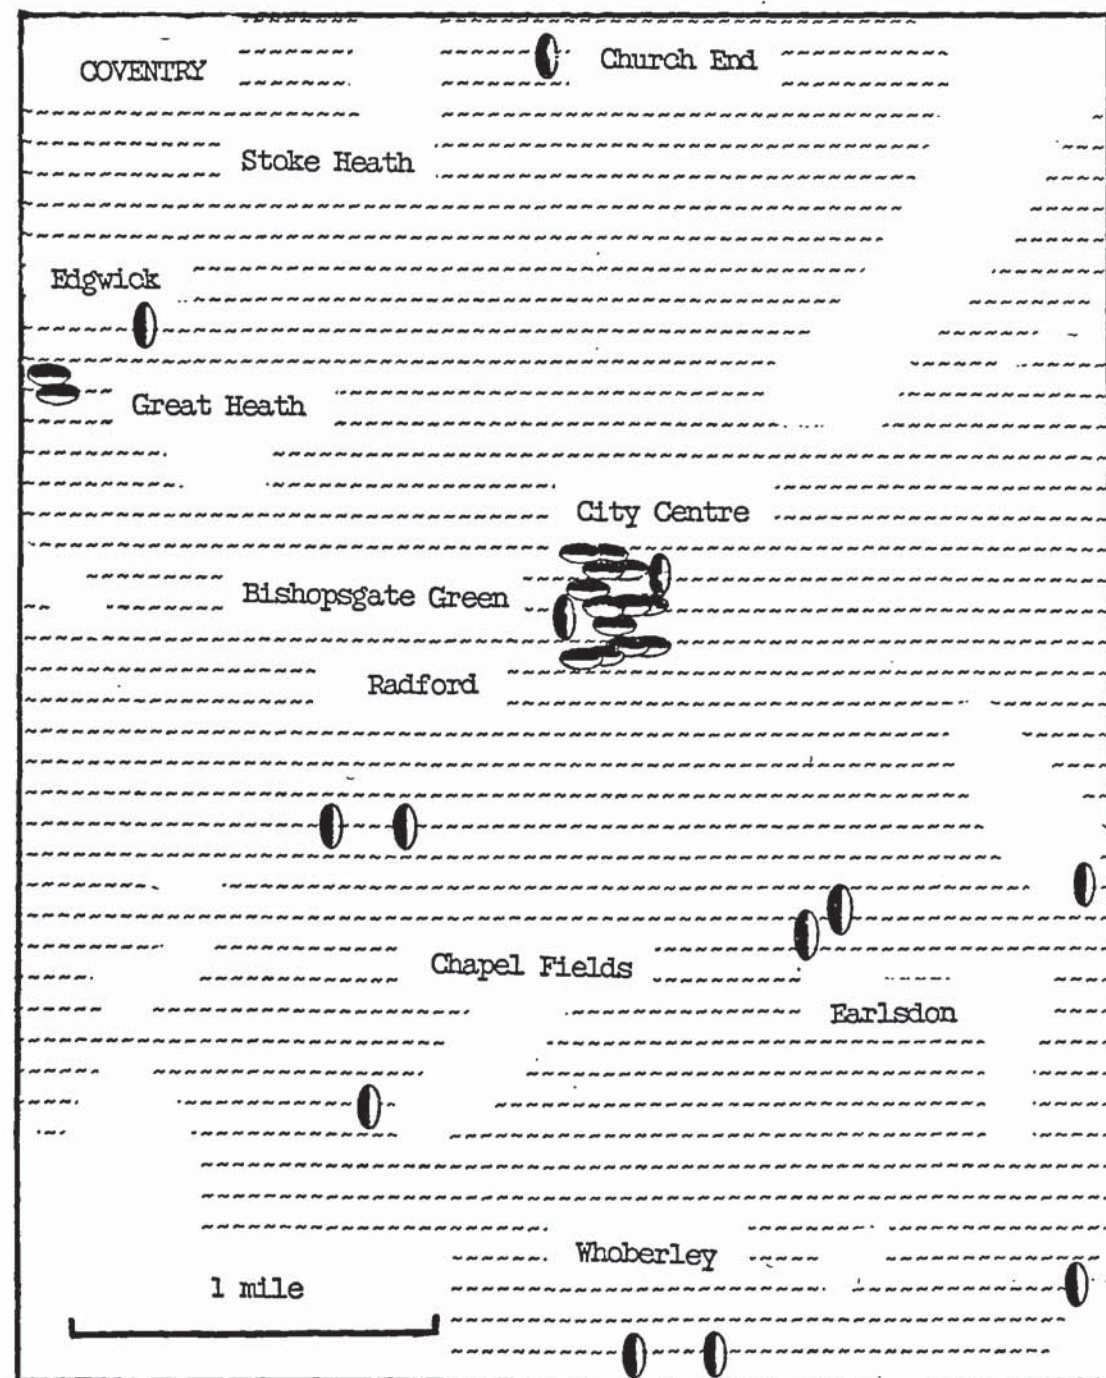 COVENTRY
Church End
Stoke Heath
Edgwick
Great Heath
City Centre
Bishopsgate Green
Radford
Chapel Fields
Earlsdon
Whoberley
1 mile